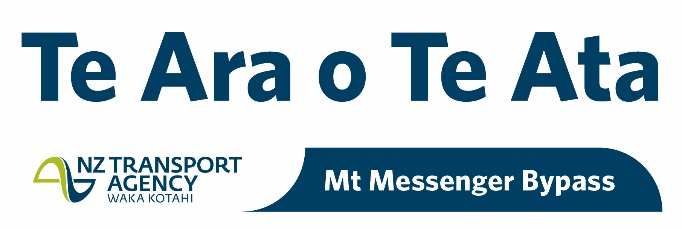 Te Ara o Te Ata
NZ TRANSPORT
AGENCY
WAKA KOTAHI
Mt Messenger Bypass